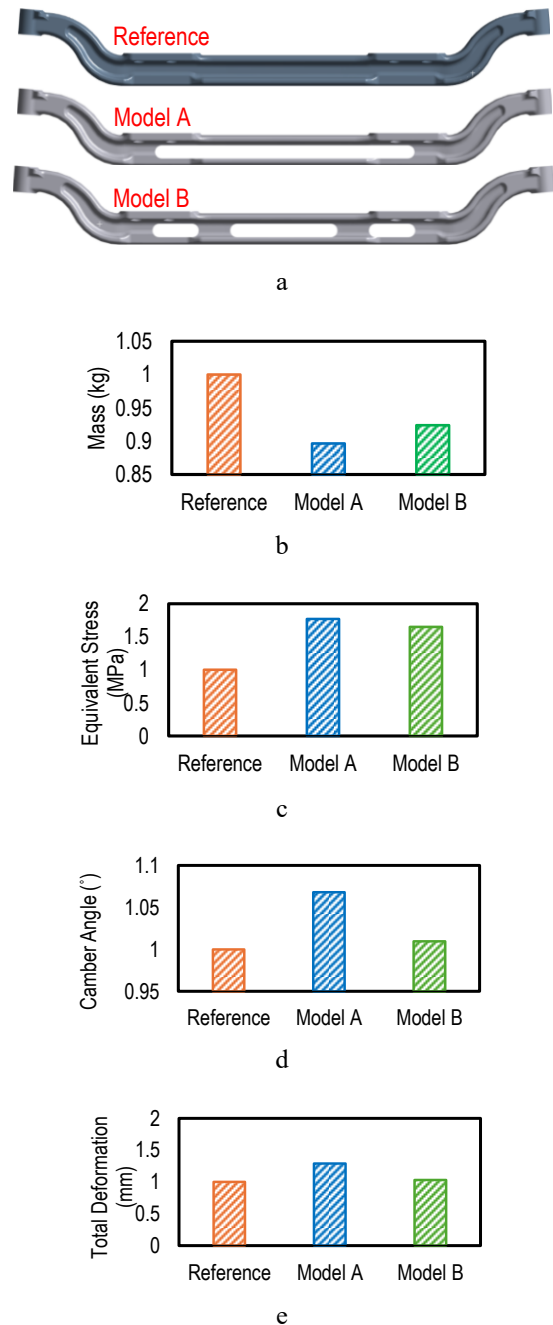 Reference
Model A
Model B
a
1.05
1
0.95
0.9
0.85
Mass (kg)
Reference Model A Model B
b
2
1.5
1
0.5
0
Equivalent Stress
(MPa)
Reference Model A Model B
c
1.1
1.05
1
0.95
Camber Angle (˚)
Reference Model A Model B
d
2
1.5
1
0.5
0
Total Deformation
(mm)
Reference Model A Model B
e